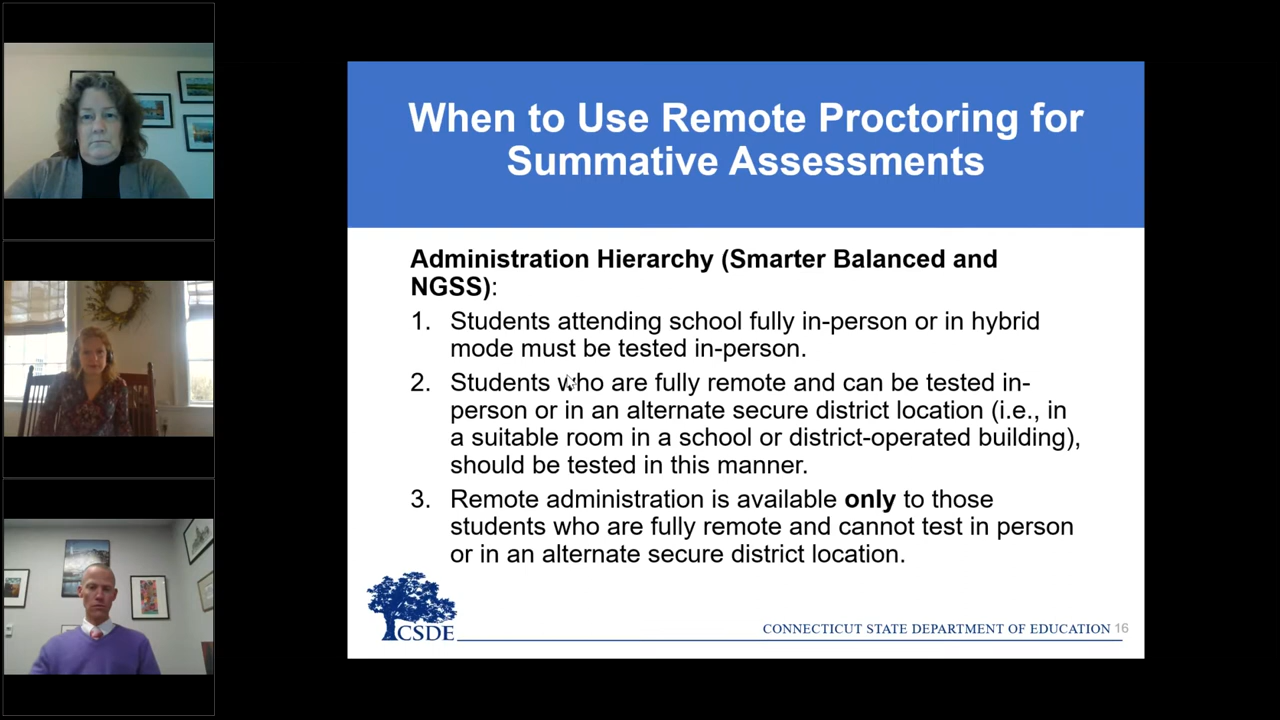 When to Use Remote Proctoring for
Summative Assessments
Administration Hierarchy (Smarter Balanced and
NGSS):
1. Students attending school fully in-person or in hybrid
mode must be tested in-person.
2. Students who are fully remote and can be tested in-
person or in an alternate secure district location (i.e., in
a suitable room in a school or district-operated building),
should be tested in this manner.
3. Remote administration is available only to those
students who are fully remote and cannot test in person
or in an alternate secure district location.
CSDE
CONNECTICUT STATE DEPARTMENT OF EDUCATION 16